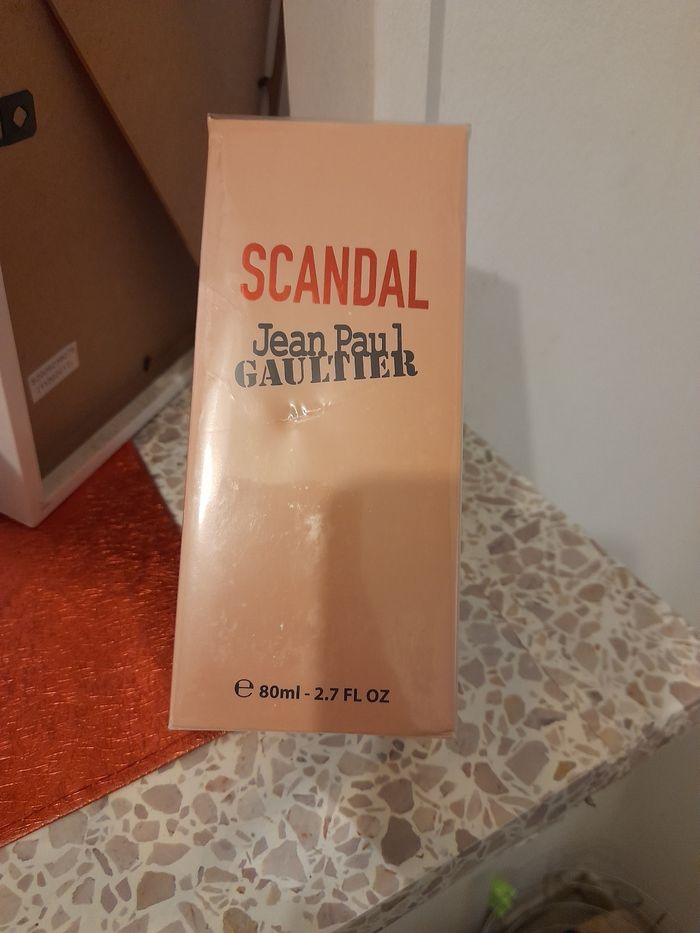 SCANDAL
Jean Paul
GAULTIER
℮ 80ml - 2.7 FL OZ